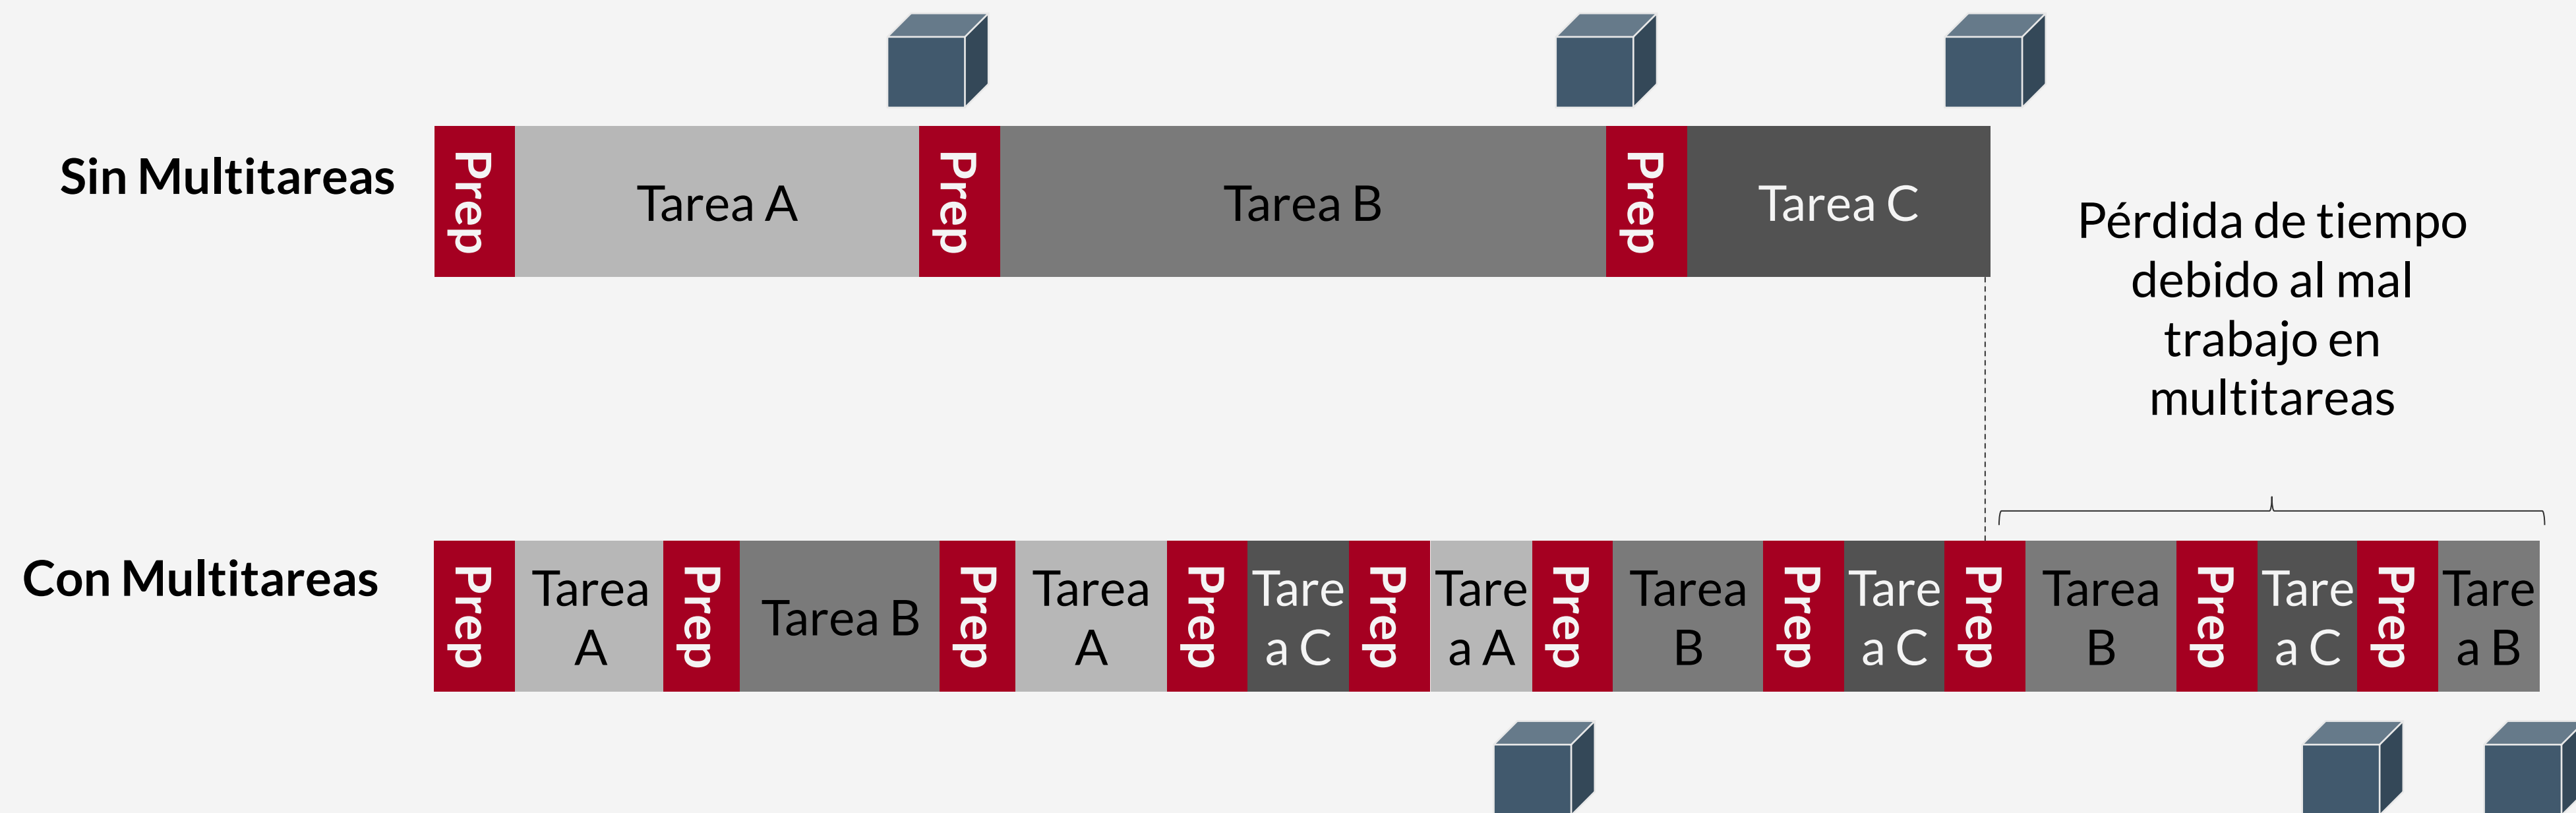 Sin Multitareas
Prep
Tarea A
Prep
Tarea B
Prep
Tarea C
Pérdida de tiempo
debido al mal
trabajo en
multitareas
Con Multitareas
Prep
Tarea
A
Prep
Tarea B
Prep
Tarea
A
Prep
Tare
a C
Prep
Tare
a A
Prep
Tarea
B
Prep
Tare
a C
Prep
Tarea
B
Prep
Tare
a C
Prep
Tare
a B